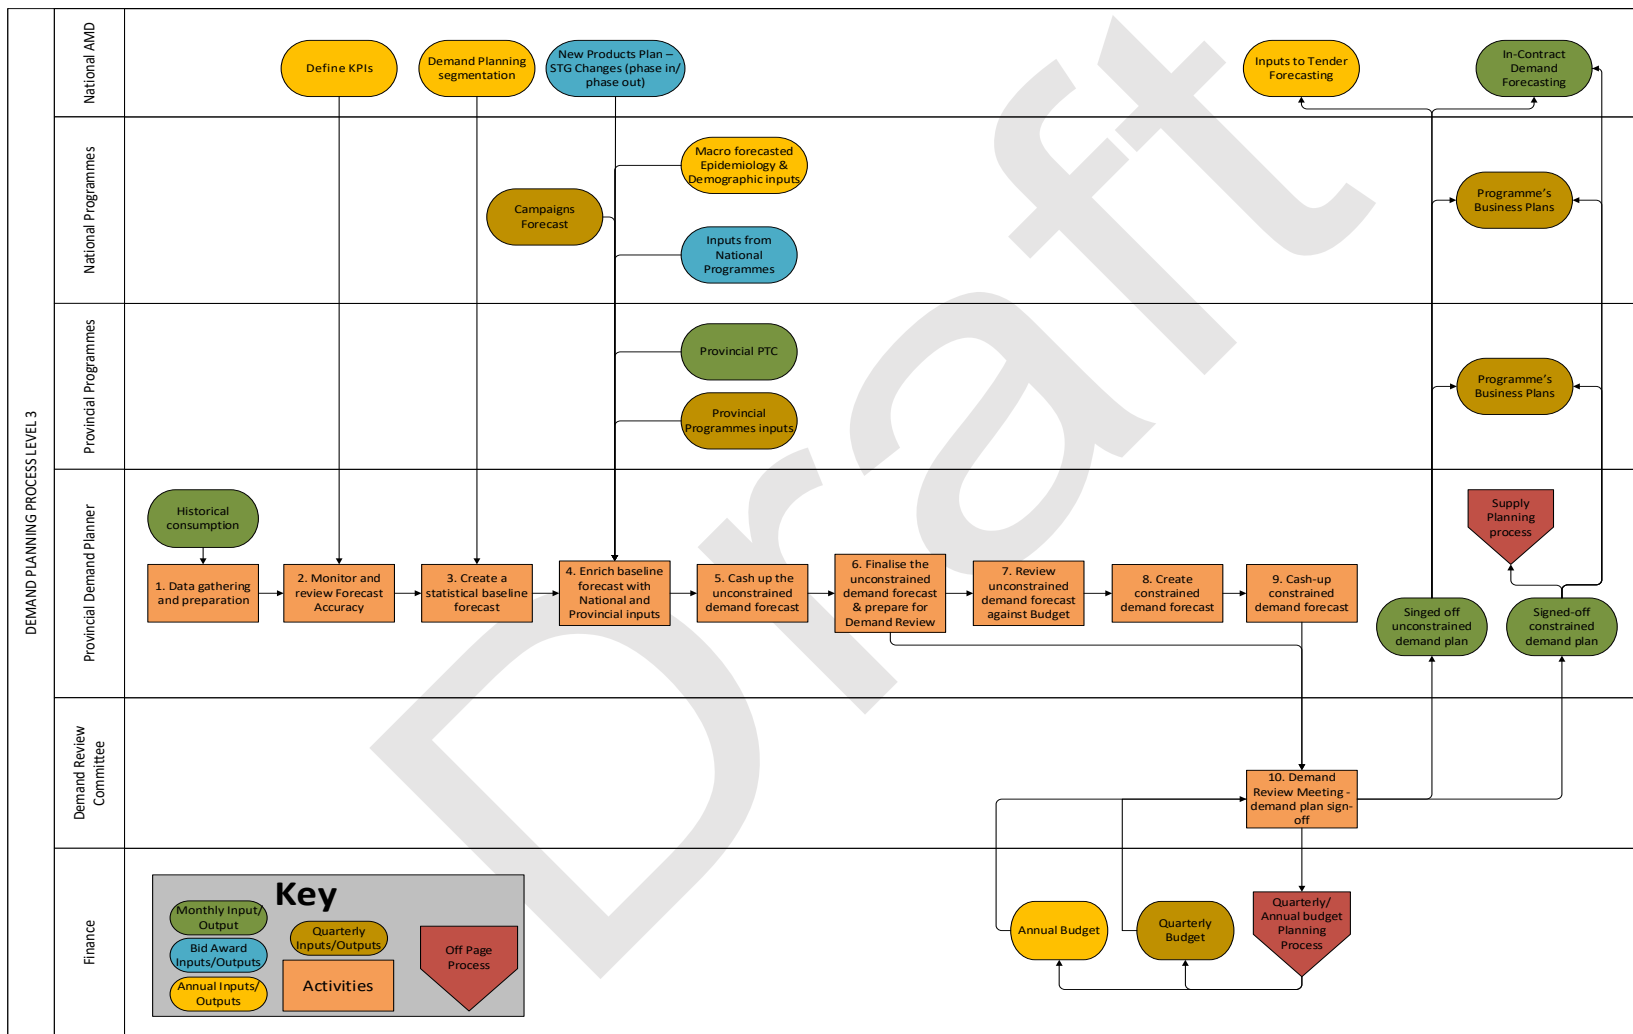 DEMAND PLANNING PROCESS LEVEL 3
National AMD
Define KPIs
Demand Planning
segmentation
New Products Plan –
STG Changes (phase in/
phase out)
Inputs to Tender
Forecasting
In-Contract
Demand
Forecasting
National Programmes
Macro forecasted
Epidemiology &
Demographic inputs
Campaigns
Forecast
Inputs from
National
Programmes
Programme's
Business Plans
Provincial Programmes
Provincial PTC
Provincial
Programmes inputs
Programme's
Business Plans
Provincial Demand Planner
Historical
consumption
1. Data gathering
and preparation
2. Monitor and
review Forecast
Accuracy
3. Create a
statistical baseline
forecast
4. Enrich baseline
forecast with
National and
Provincial inputs
5. Cash up the
unconstrained
demand forecast
6. Finalise the
unconstrained
demand forecast
& prepare for
Demand Review
7. Review
unconstrained
demand forecast
against Budget
8. Create
constrained
demand forecast
9. Cash-up
constrained
demand forecast
Supply
Planning
process
Singed off
unconstrained
demand plan
Signed-off
constrained
demand plan
Demand Review
Committee
10. Demand
Review Meeting -
demand plan sign-
off
Finance
Key
Monthly Input/
Output
Bid Award
Inputs/Outputs
Annual Inputs/
Outputs
Quarterly
Inputs/Outputs
Activities
Off Page
Process
Annual Budget
Quarterly
Budget
Quarterly/
Annual budget
Planning
Process
Draft